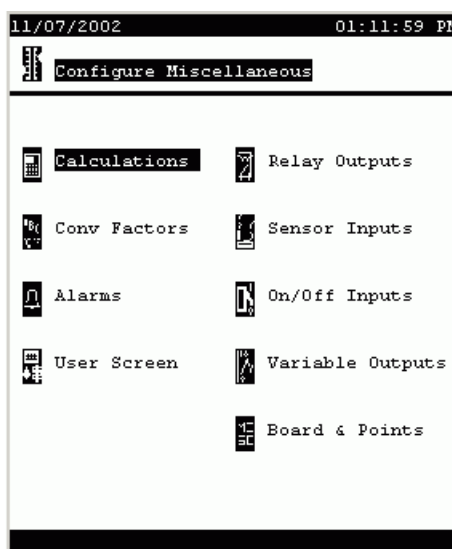 11/07/2002 01:11:59 PM
Configure Miscellaneous
Calculations Relay Outputs
Conv Factors Sensor Inputs
Alarms On/Off Inputs
User Screen Variable Outputs
Board & Points